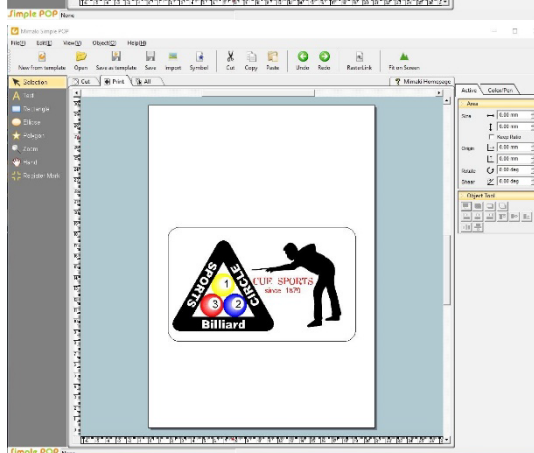 Simple POP None
Mimaki Simple POP
File(F) Edit(E) View(V) Object(O) Help(H)
New from template Open Save as template Save Import Symbol Cut Copy Paste Undo Redo RasterLink Fit on Screen
Selection Cut Print All Mimaki Homepage
Text
Rectangle
Ellipse
Polygon
Zoom
Hand
Register Mark
Active Color/Pen
Area
Size 0.00 mm
0.00 mm
Keep Ratio
Origin 0.00 mm
0.00 mm
Rotate 0.00 deg
Shear 0.00 deg
Object Tool
SPORTS CIRCLE
1
3 2
Billiard
CUE SPORTS
since 1879
Simple POP None